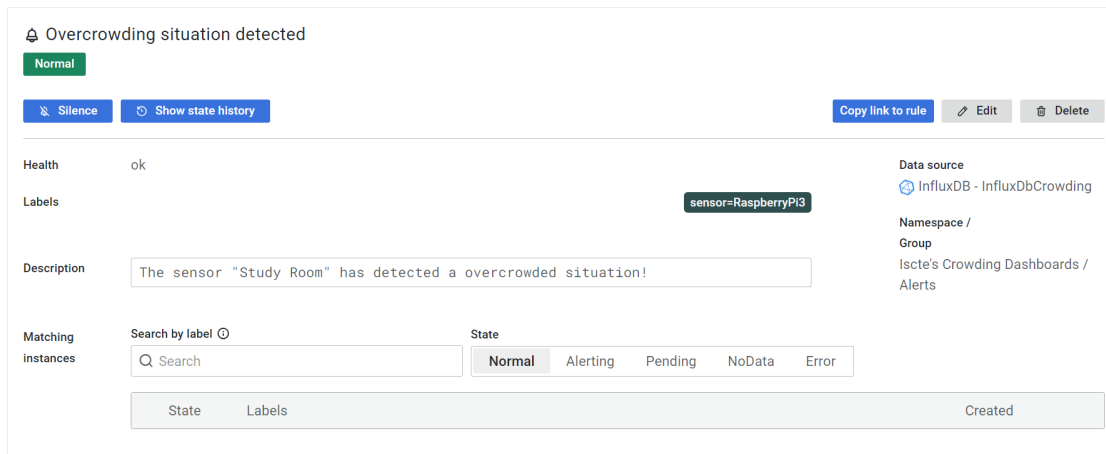 Overcrowding situation detected
Normal
Silence Show state history Copy link to rule Edit Delete
Health ok
Data source
InfluxDB - InfluxDbCrowding
Labels sensor=RaspberryPi3
Namespace /
Group
Iscte's Crowding Dashboards /
Alerts
Description The sensor "Study Room" has detected a overcrowded situation!
Matching
instances
Search by label State
Search Normal Alerting Pending NoData Error
State Labels Created